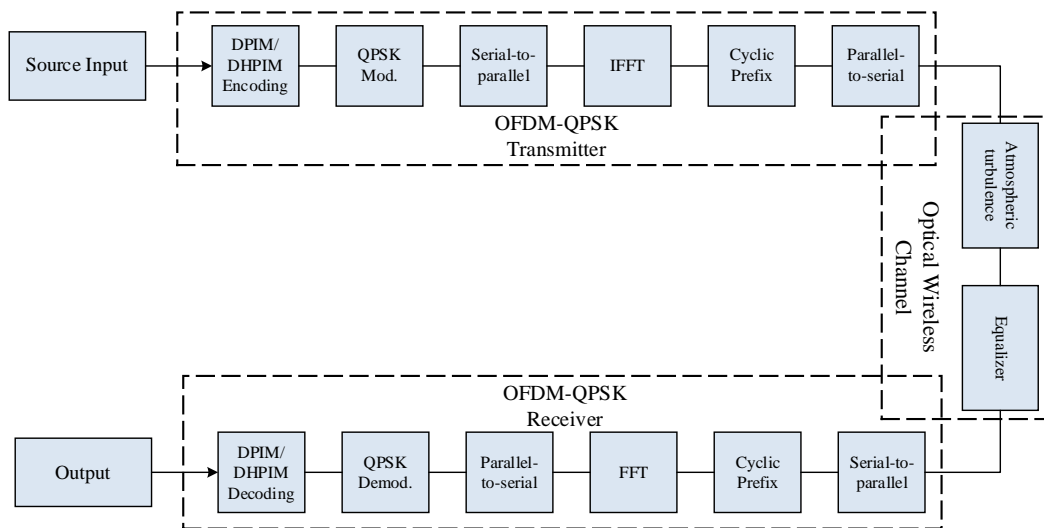 Source Input
DPIM/
DHPIM
Encoding
QPSK
Mod.
Serial-to-
parallel
IFFT
Cyclic
Prefix
Parallel-
to-serial
OFDM-QPSK
Transmitter
Atmospheric
turbulence
Optical Wireless
Channel
Equalizer
OFDM-QPSK
Receiver
Output
DPIM/
DHPIM
Decoding
QPSK
Demod.
Parallel-
to-serial
FFT
Cyclic
Prefix
Serial-to-
parallel